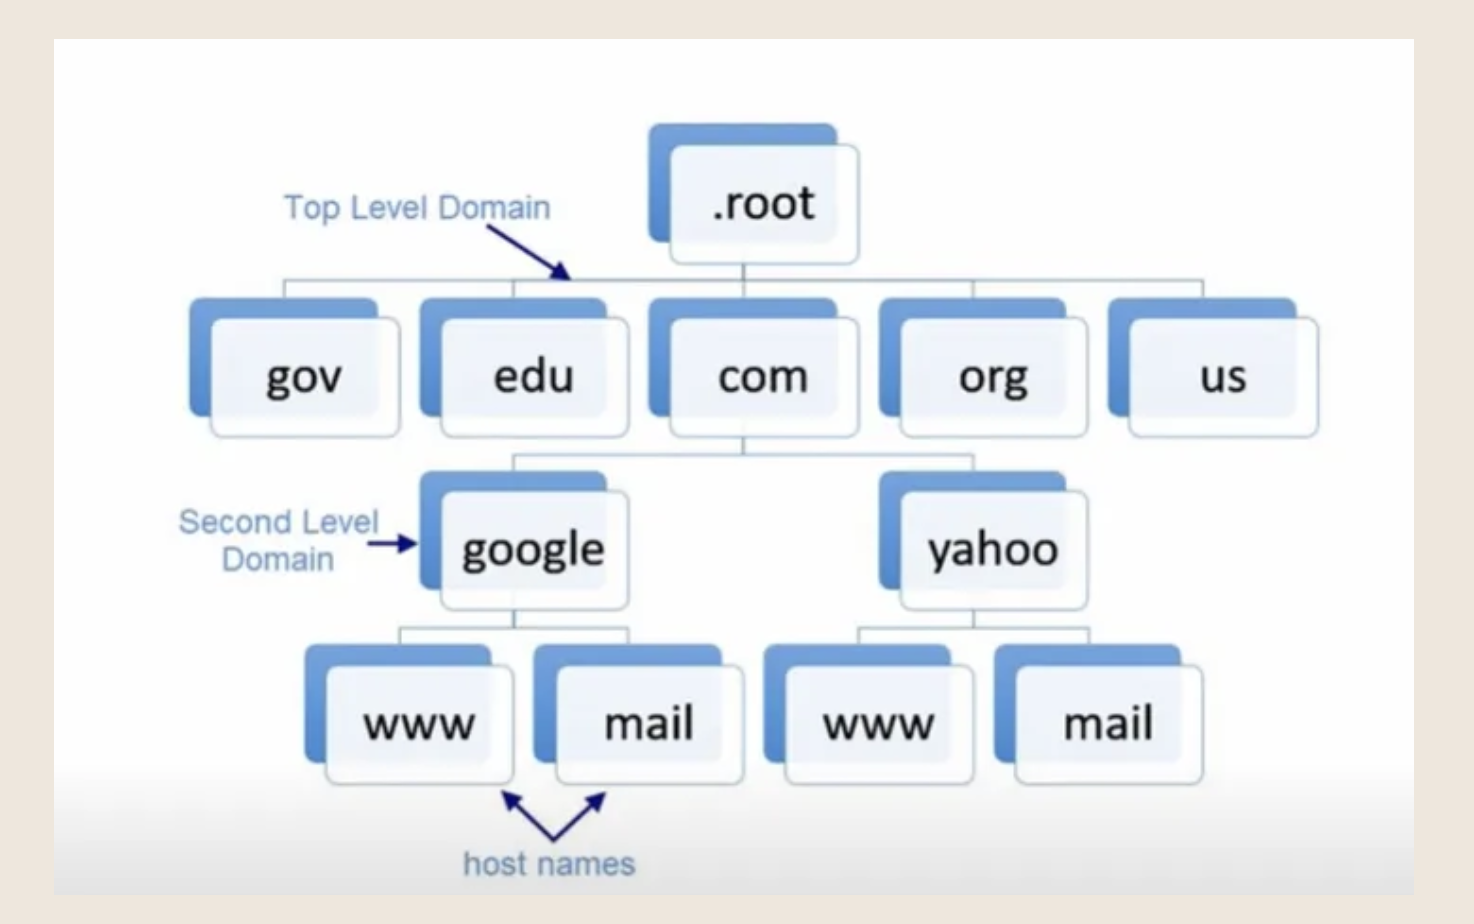 .root
Top Level Domain
gov
edu
com
org
us
Second Level
Domain
google
yahoo
www
mail
www
mail
host names